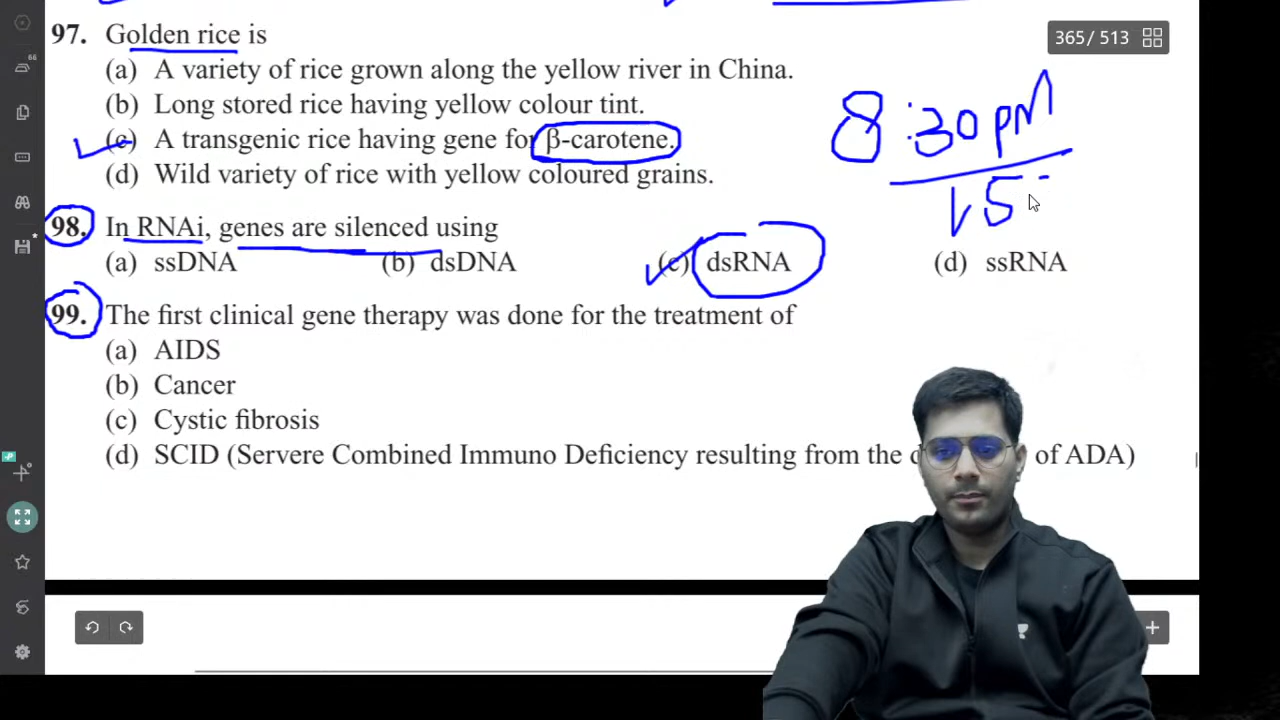 97. Golden rice is
365 / 513
(a) A variety of rice grown along the yellow river in China.
(b) Long stored rice having yellow colour tint.
(c) A transgenic rice having gene for β-carotene.
(d) Wild variety of rice with yellow coloured grains.
8:30 pm
15
98. In RNAi, genes are silenced using
(a) ssDNA (b) dsDNA (c) dsRNA (d) ssRNA
99. The first clinical gene therapy was done for the treatment of
(a) AIDS
(b) Cancer
(c) Cystic fibrosis
(d) SCID (Servere Combined Immuno Deficiency resulting from the of ADA)